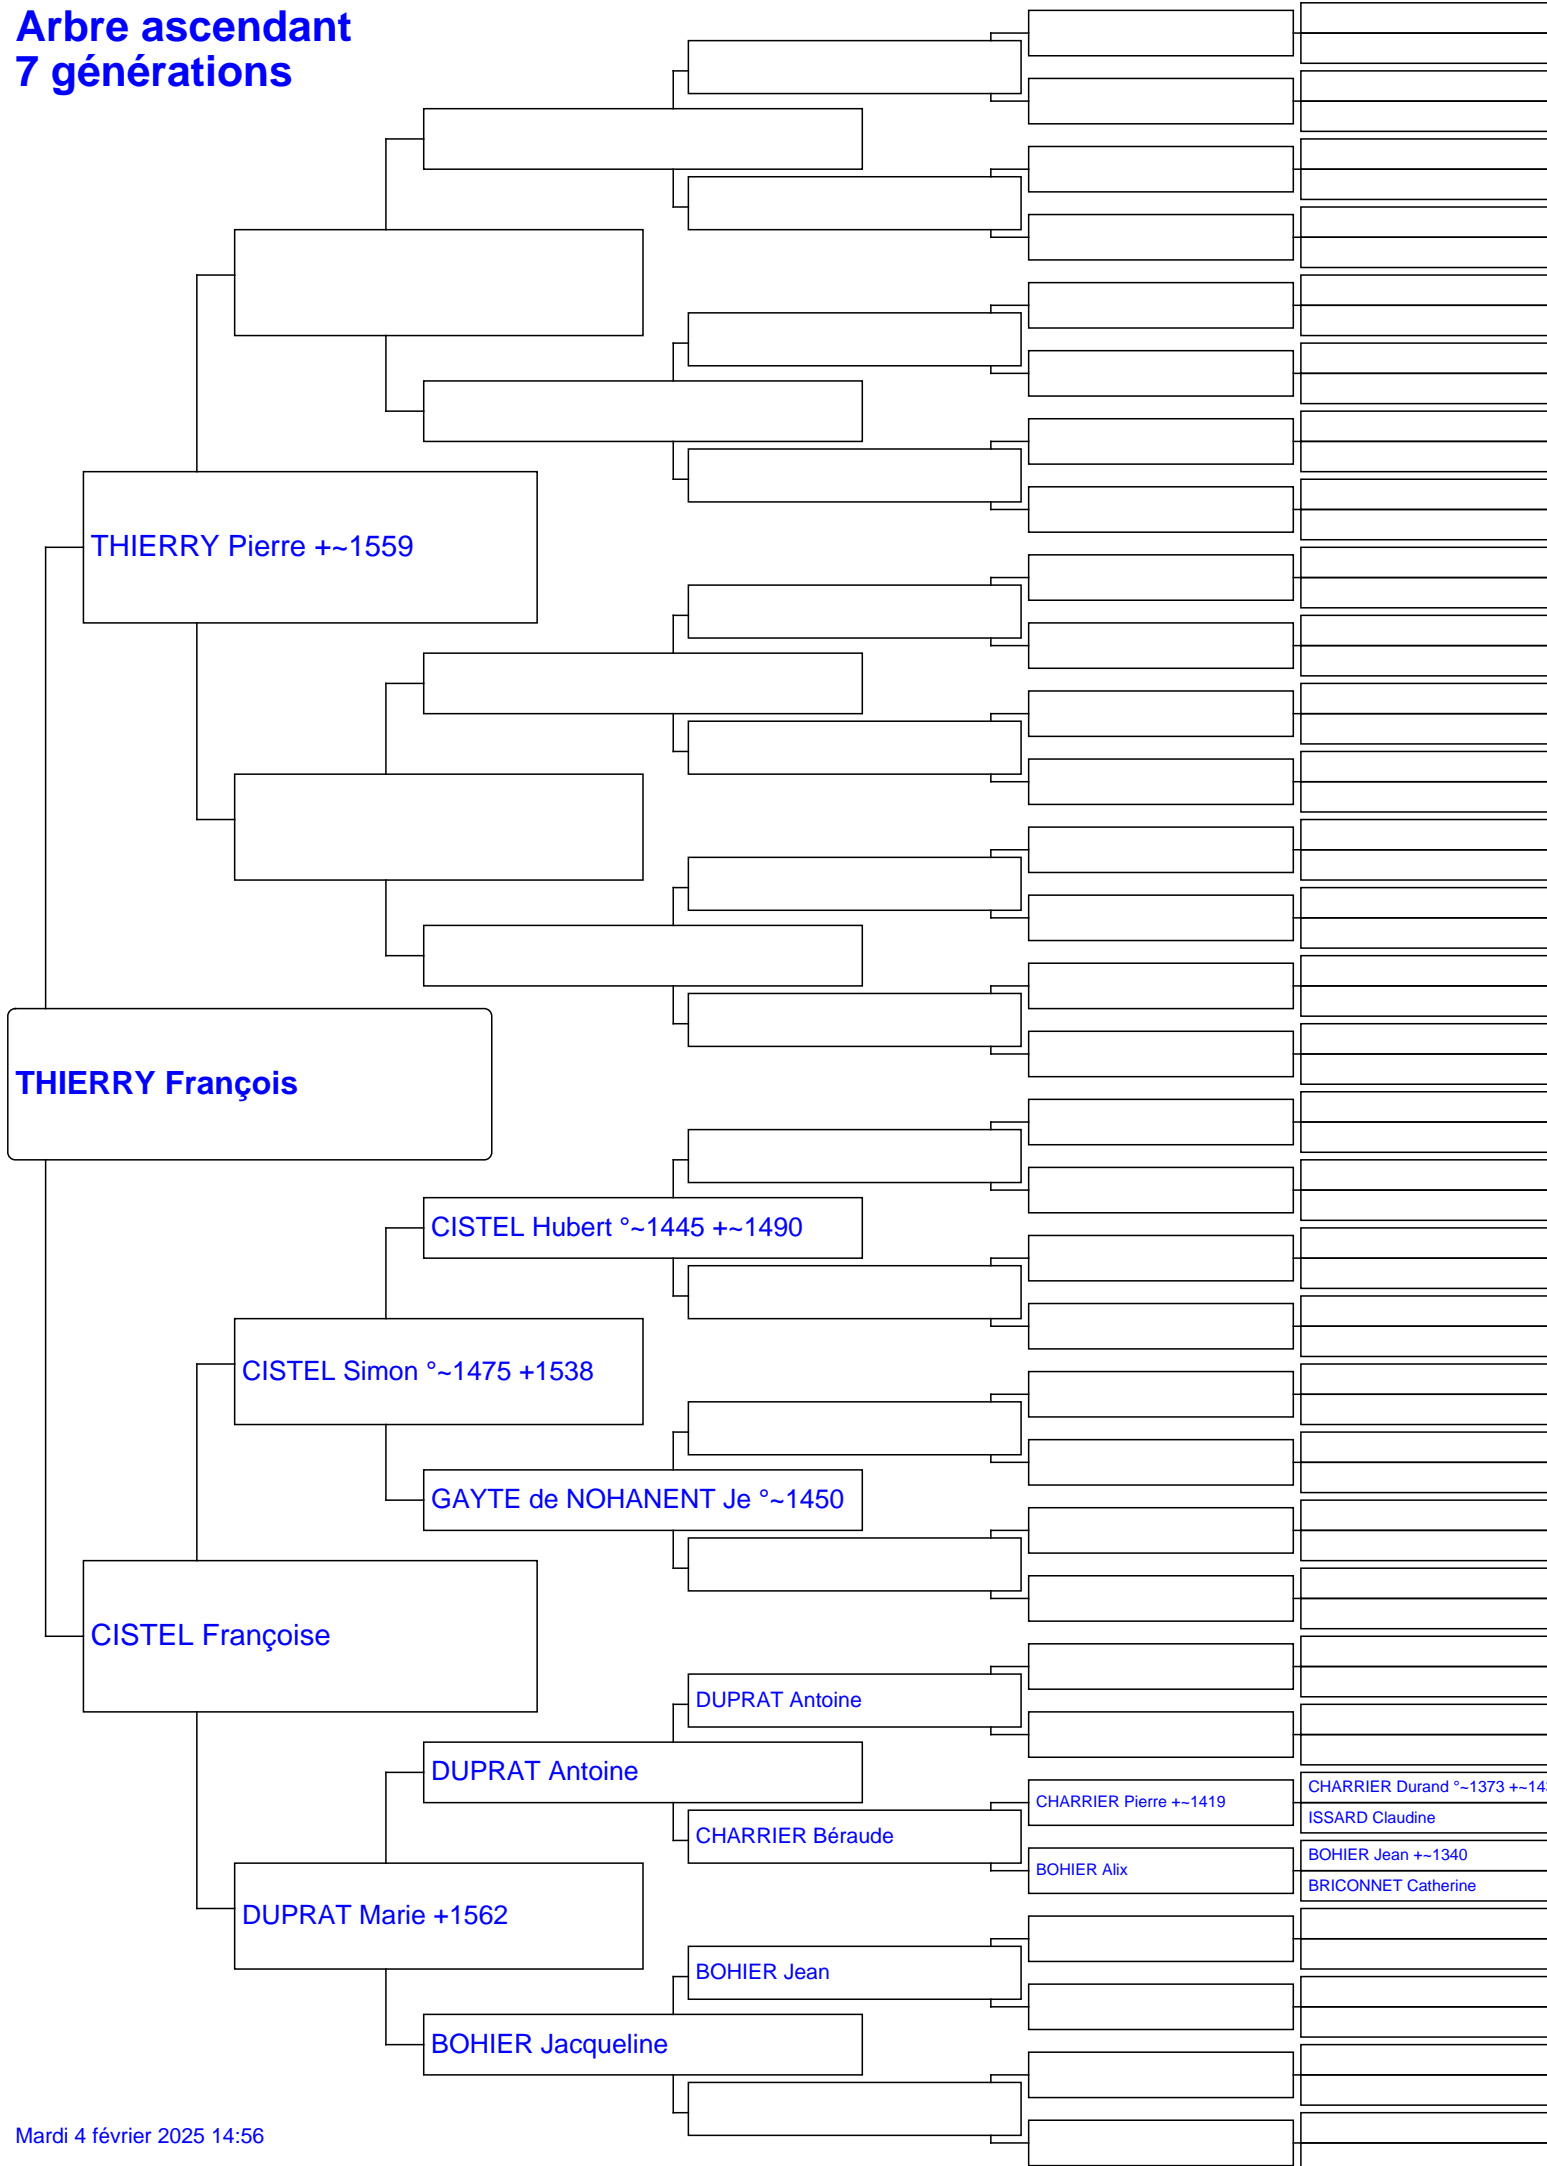 Arbre ascendant
7 générations
THIERRY Pierre +~1559
THIERRY François
CISTEL Hubert °~1445 +~1490
CISTEL Simon °~1475 +1538
GAYTE de NOHANENT Je °~1450
CISTEL Françoise
DUPRAT Antoine
DUPRAT Antoine
CHARRIER Durand °~1373 +~14
CHARRIER Pierre +~1419
ISSARD Claudine
CHARRIER Béraude
BOHIER Jean +~1340
BOHIER Alix
BRICONNET Catherine
DUPRAT Marie +1562
BOHIER Jean
BOHIER Jacqueline
Mardi 4 février 2025 14:56